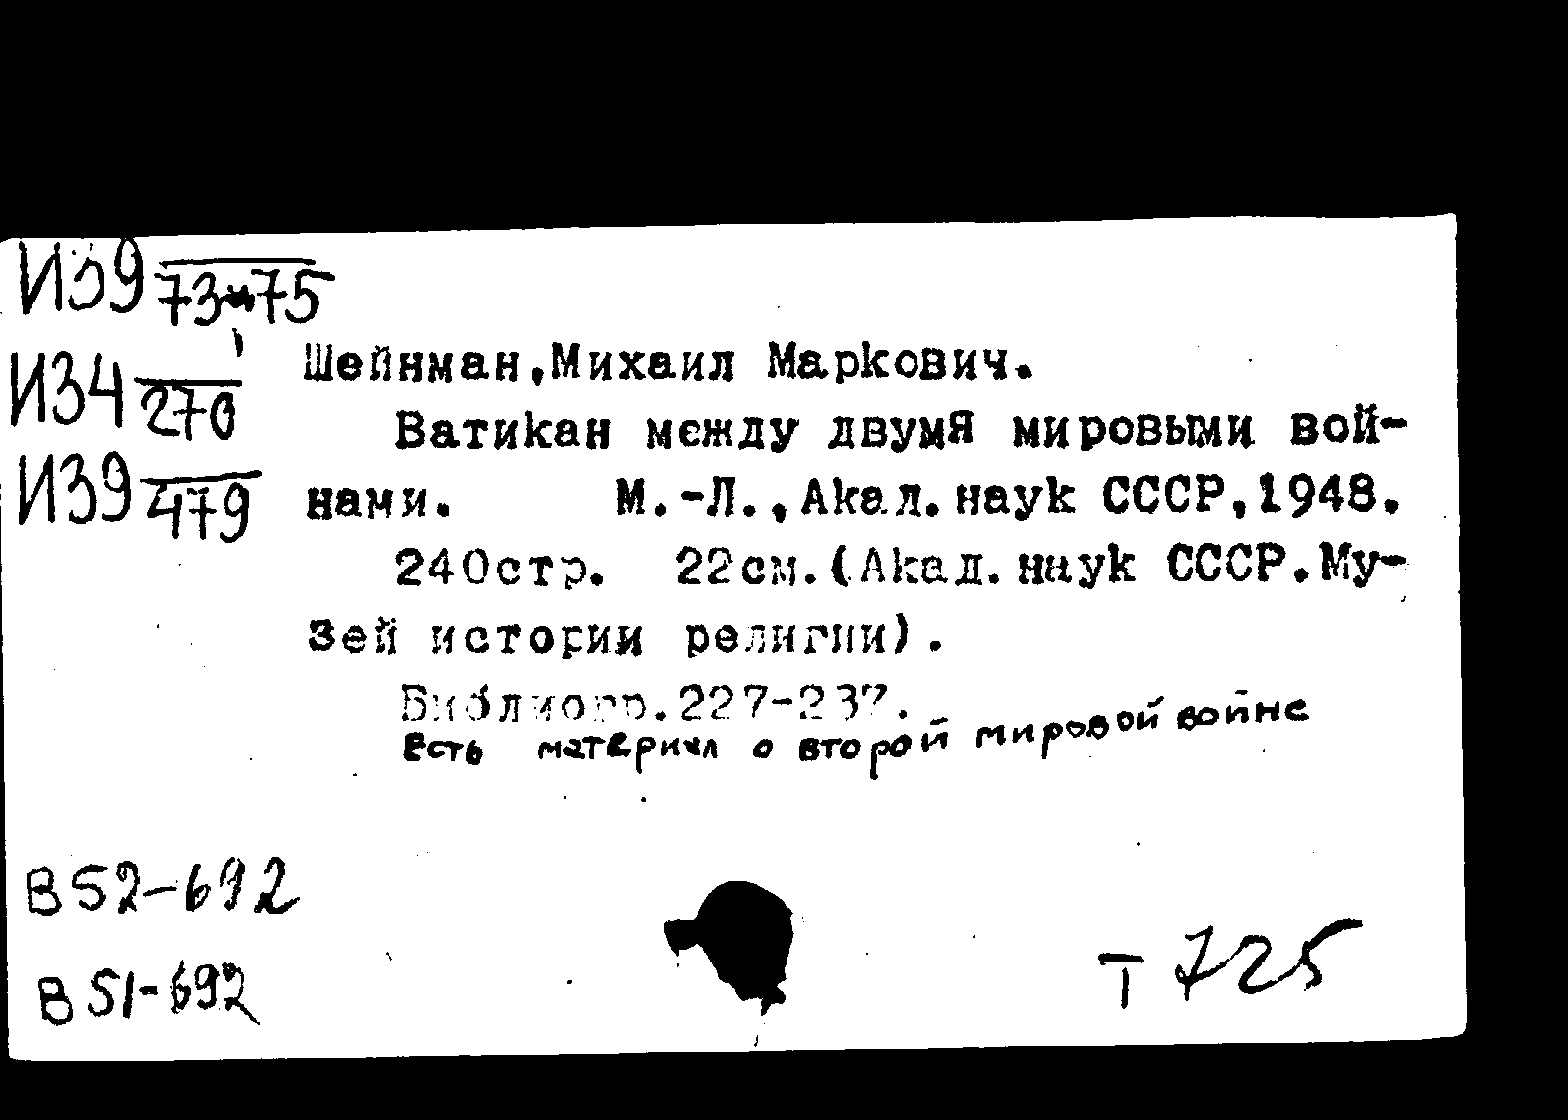 И39 73и75
И34 270
И39 479
Шейнман,Михаил Маркович.
Ватикан между двумя мировыми вой-
нами. М.-Л.,Акад.наук СССР,1948.
240стр. 22см.(Акад.наук СССР.Му-
зей истории религии).
Библиогр.227-237.
Есть материал о второй мировой войне
В52-692
В51-692
Т725